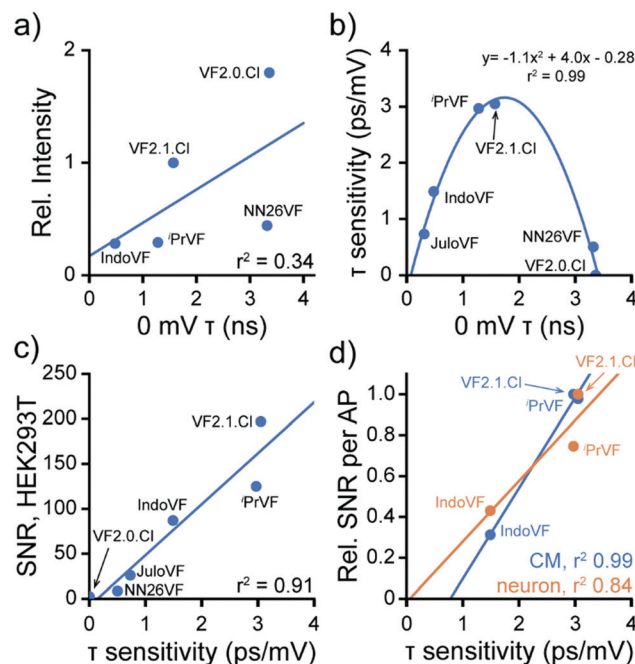 a)
Rel. Intensity
2
1
0
VF2.0.Cl
VF2.1.Cl
NN26VF
IndoVF
ⁱPrVF
r² = 0.34
0 1 2 3 4
0 mV τ (ns)
b)
τ sensitivity (ps/mV)
4
3
2
1
0
y= -1.1x² + 4.0x - 0.28
r² = 0.99
ⁱPrVF
VF2.1.Cl
IndoVF
JuloVF
NN26VF
VF2.0.Cl
0 1 2 3 4
0 mV τ (ns)
c)
SNR, HEK293T
250
200
150
100
50
0
VF2.1.Cl
ⁱPrVF
IndoVF
VF2.0.Cl
JuloVF
NN26VF
r² = 0.91
0 1 2 3 4
τ sensitivity (ps/mV)
d)
Rel. SNR per AP
1.0
0.8
0.6
0.4
0.2
0
VF2.1.Cl
VF2.1.Cl
ⁱPrVF
ⁱPrVF
IndoVF
IndoVF
CM, r² 0.99
neuron, r² 0.84
0 1 2 3 4
τ sensitivity (ps/mV)